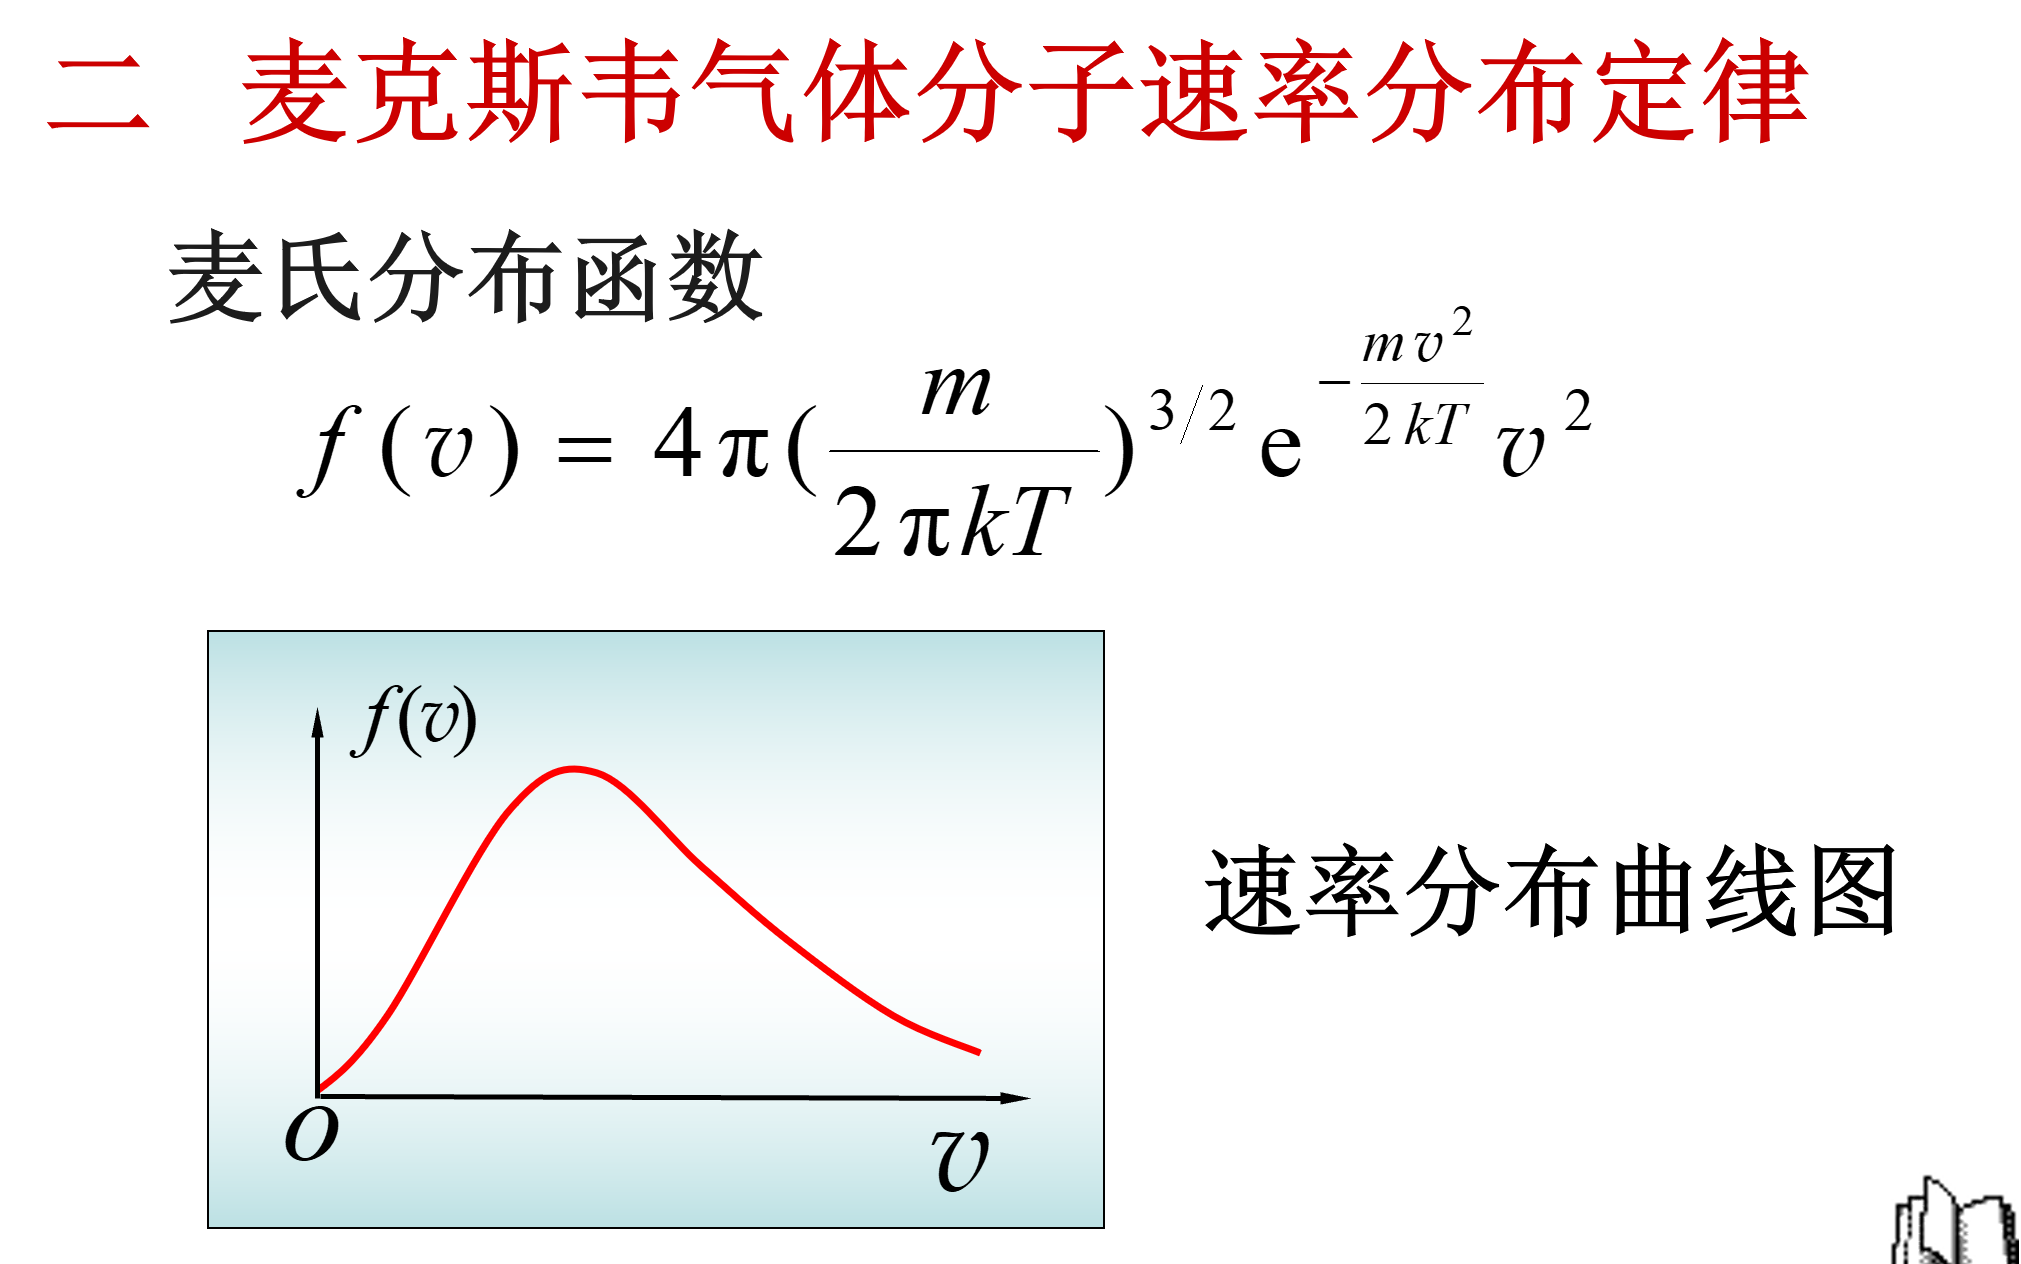 二 麦克斯韦气体分子速率分布定律
麦氏分布函数
f(v) = 4π(m/2πkT)^{3/2} e^{-mv²/2kT} v²
f(v)
速率分布曲线图
o
v